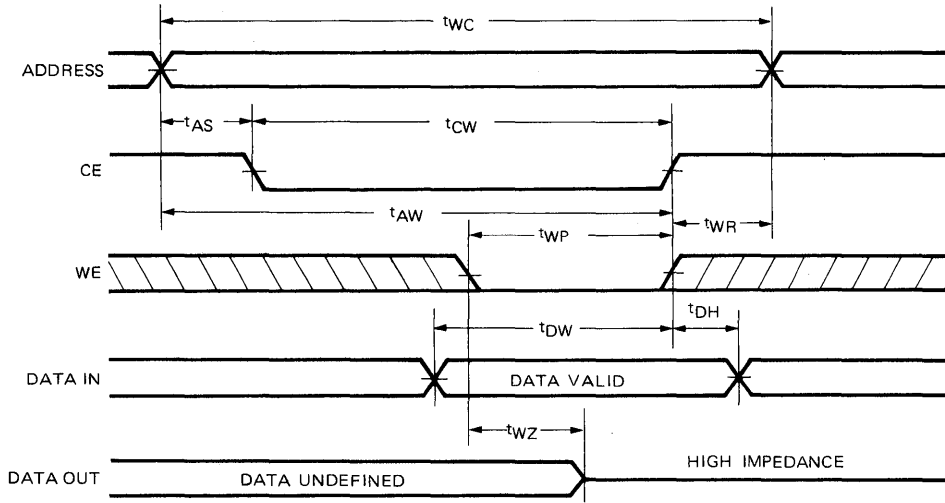 tWC
ADDRESS
tAS
tCW
CE
tAW
tWP
tWR
WE
tDH
tDW
DATA IN
DATA VALID
tWZ
DATA OUT
DATA UNDEFINED
HIGH IMPEDANCE